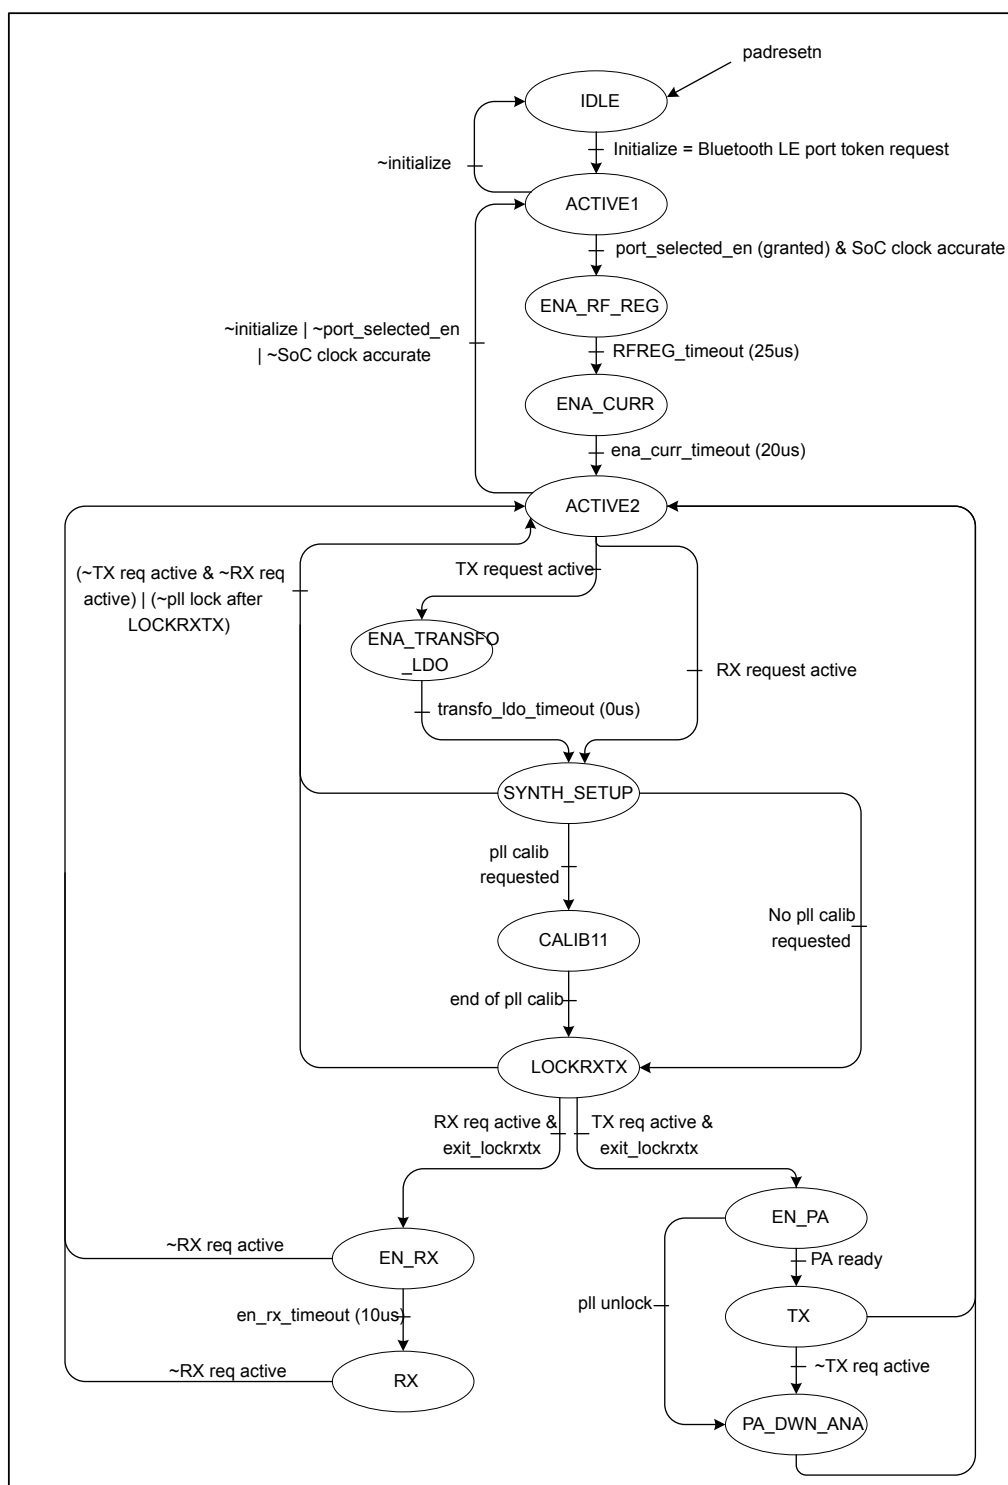 padresetn
IDLE
Initialize = Bluetooth LE port token request
~initialize
ACTIVE1
port_selected_en (granted) & SoC clock accurate
ENA_RF_REG
~initialize | ~port_selected_en
| ~SoC clock accurate
RFREG_timeout (25us)
ENA_CURR
ena_curr_timeout (20us)
ACTIVE2
(~TX req active & ~RX req
active) | (~pll lock after
LOCKRXTX)
TX request active
ENA_TRANSFO
_LDO
RX request active
transfo_ldo_timeout (0us)
SYNTH_SETUP
pll calib
requested
No pll calib
requested
CALIB11
end of pll calib
LOCKRXTX
RX req active &
exit_lockrxtx
TX req active &
exit_lockrxtx
EN_PA
~RX req active
EN_RX
PA ready
pll unlock
en_rx_timeout (10us)
TX
~RX req active
RX
~TX req active
PA_DWN_ANA